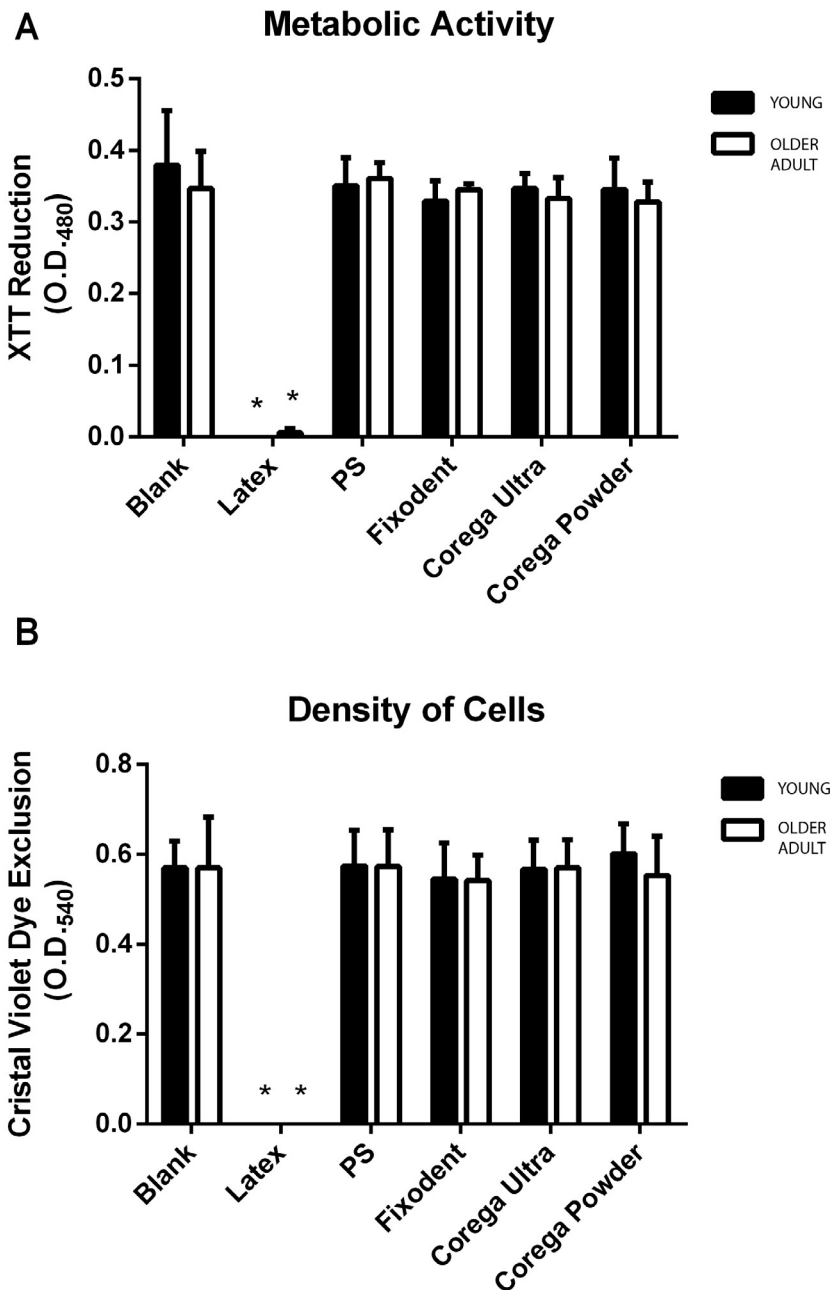 A
Metabolic Activity
XTT Reduction
(O.D.-480)
0.5
0.4
0.3
0.2
0.1
0.0
* *
Blank
Latex
PS
Fixodent
Corega Ultra
Corega Powder
YOUNG
OLDER
ADULT
B
Density of Cells
Cristal Violet Dye Exclusion
(O.D.-540)
0.8
0.6
0.4
0.2
0.0
* *
Blank
Latex
PS
Fixodent
Corega Ultra
Corega Powder
YOUNG
OLDER
ADULT